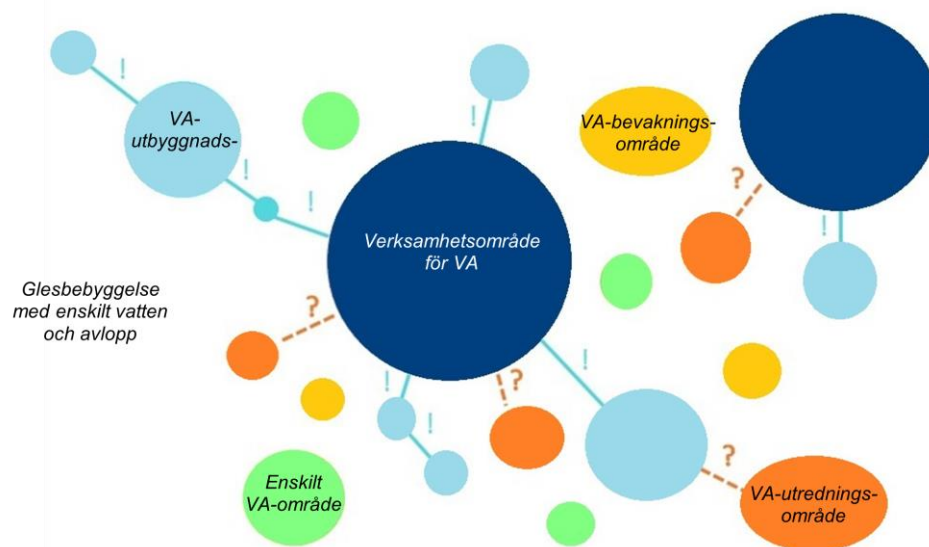 !
VA-
utbyggnads-
!
!
!
VA-bevaknings-
område
?
!
Verksamhetsområde
för VA
Glesbebyggelse
med enskilt vatten
och avlopp
?
!
!
?
!
?
Enskilt
VA-område
VA-utrednings-
område